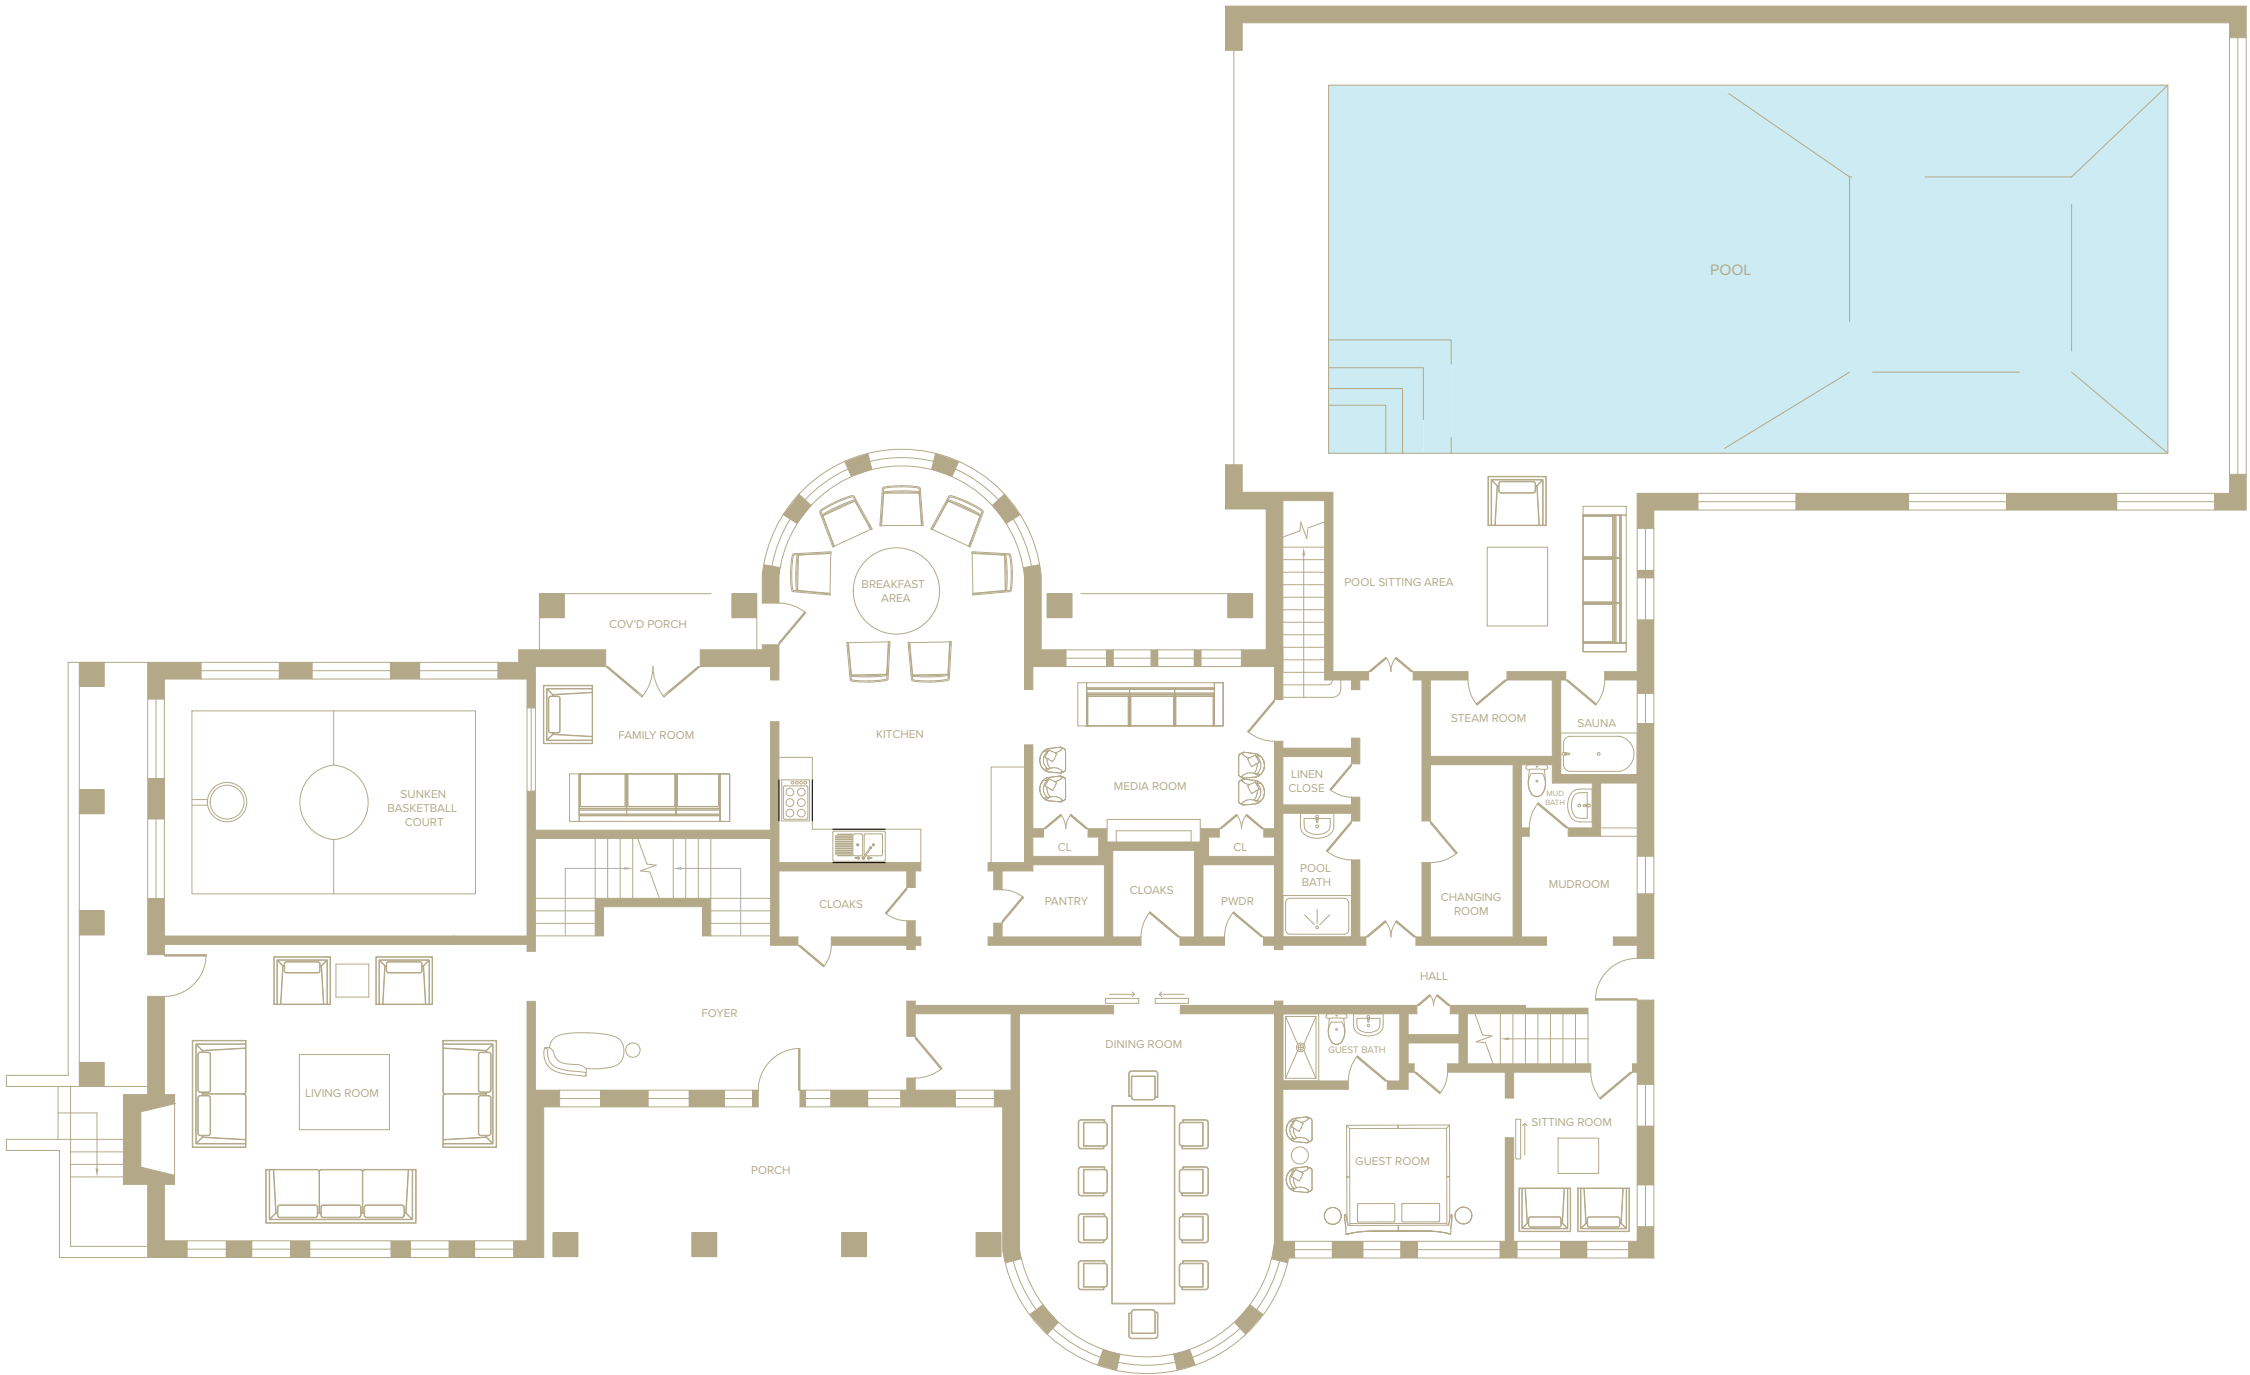 POOL
POOL SITTING AREA
BREAKFAST
AREA
COV'D PORCH
FAMILY ROOM
KITCHEN
STEAM ROOM
SAUNA
MEDIA ROOM
LINEN
CLOSE
SUNKEN
BASKETBALL
COURT
MUD
BATH
CL
CL
POOL
BATH
MUDROOM
CLOAKS
PANTRY
CLOAKS
PWDR
CHANGING
ROOM
HALL
FOYER
DINING ROOM
GUEST BATH
LIVING ROOM
SITTING ROOM
PORCH
GUEST ROOM